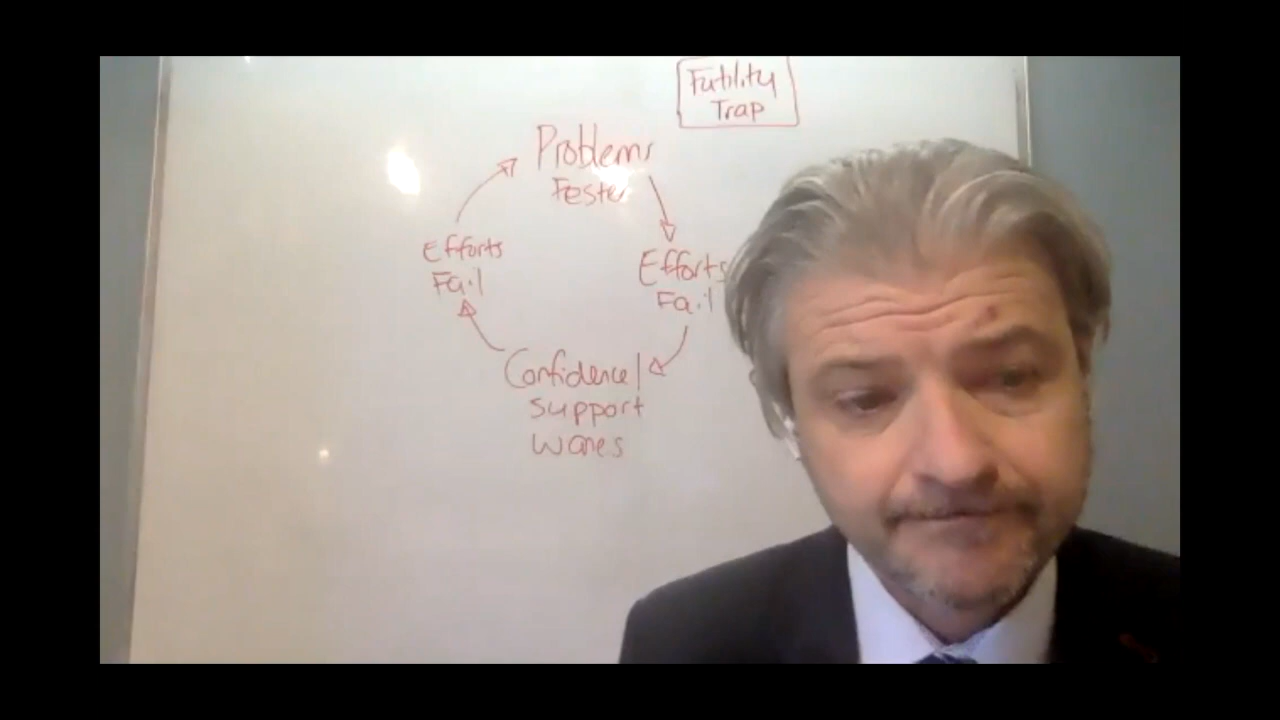 Futility
Trap
Problems
Fester
Efforts
Fail
Confidence/
Support
Wanes
Efforts
Fail